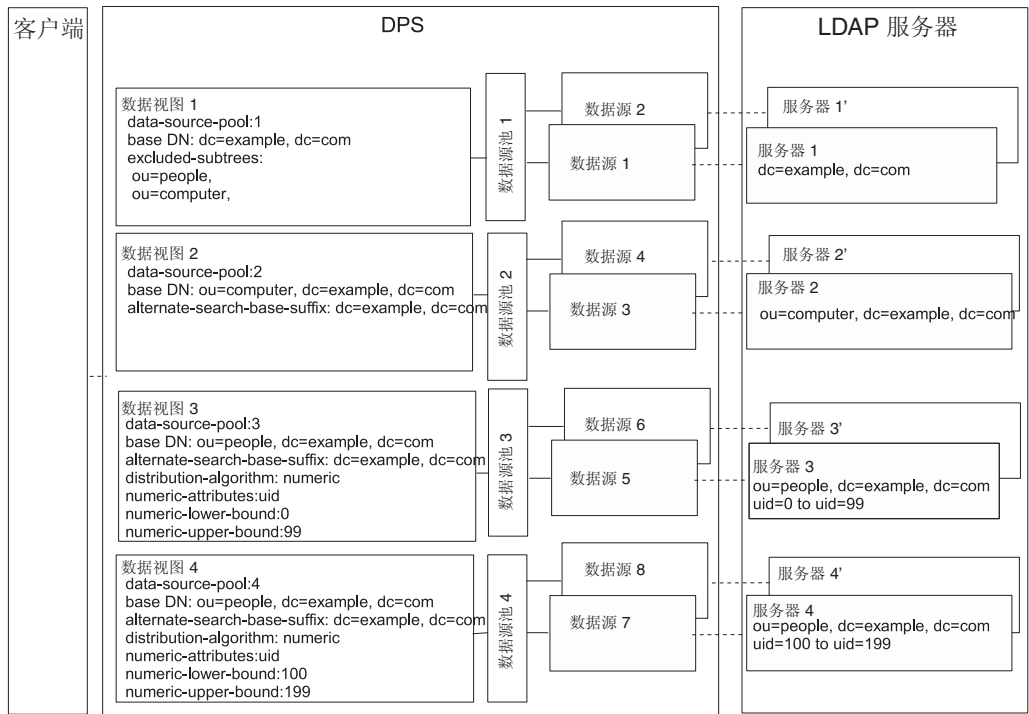 客户端
DPS
LDAP 服务器
数据视图 1
data-source-pool:1
base DN: dc=example, dc=com
excluded-subtrees:
ou=people,
ou=computer,
数据源池 1
数据源 2
数据源 1
服务器 1'
服务器 1
dc=example, dc=com
数据视图 2
data-source-pool:2
base DN: ou=computer, dc=example, dc=com
alternate-search-base-suffix: dc=example, dc=com
数据源池 2
数据源 4
数据源 3
服务器 2'
服务器 2
ou=computer, dc=example, dc=com
数据视图 3
data-source-pool:3
base DN: ou=people, dc=example, dc=com
alternate-search-base-suffix: dc=example, dc=com
distribution-algorithm: numeric
numeric-attributes:uid
numeric-lower-bound:0
numeric-upper-bound:99
数据源池 3
数据源 6
数据源 5
服务器 3'
服务器 3
ou=people, dc=example, dc=com
uid=0 to uid=99
数据视图 4
data-source-pool:4
base DN: ou=people, dc=example, dc=com
alternate-search-base-suffix: dc=example, dc=com
distribution-algorithm: numeric
numeric-attributes:uid
numeric-lower-bound:100
numeric-upper-bound:199
数据源池 4
数据源 8
数据源 7
服务器 4'
服务器 4
ou=people, dc=example, dc=com
uid=100 to uid=199